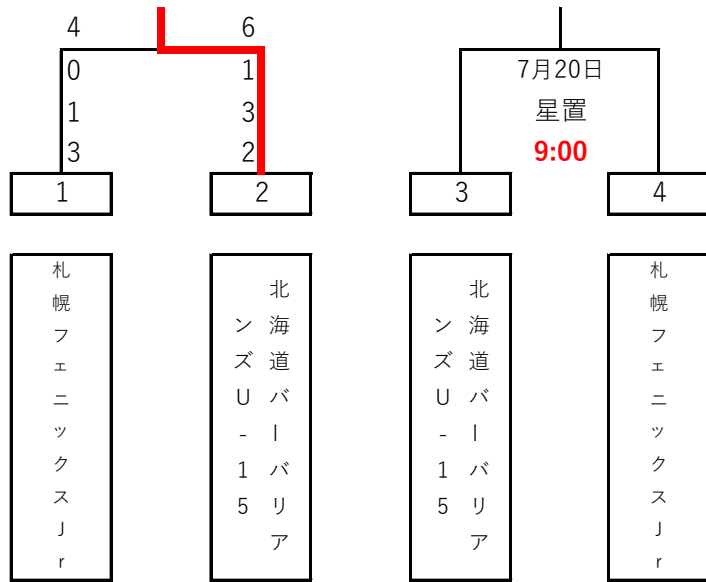 4 6
0 1
1 3
3 2
7月20日
星置
9:00
1 2 3 4
札幌フェニックスJr
北海道バーバリア
ンズU-15
北海道バーバリア
ンズU-15
札幌フェニックスJr